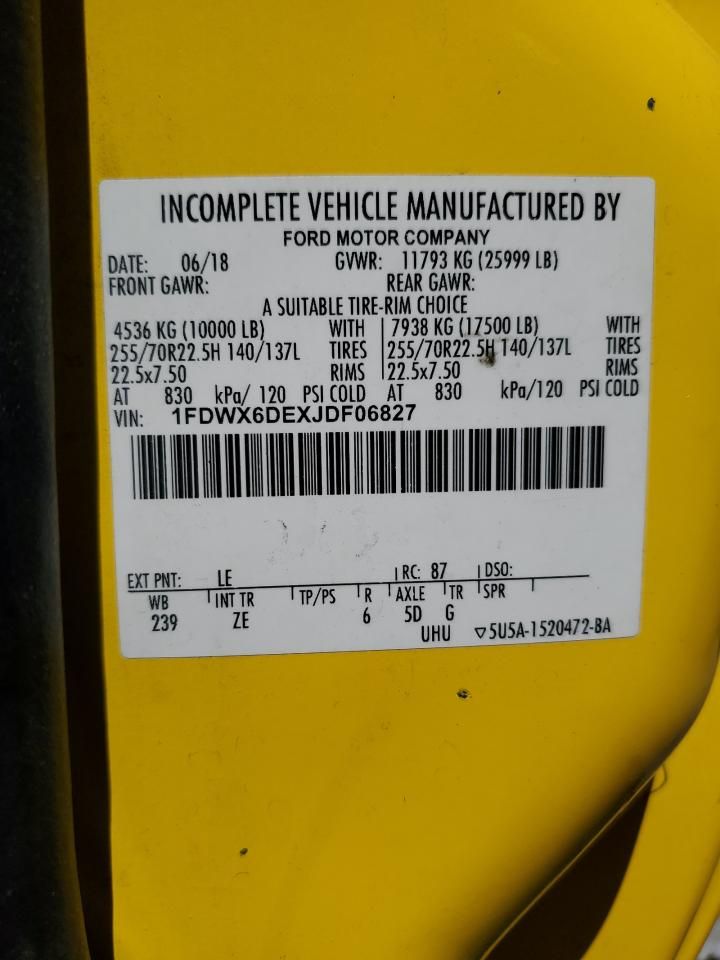 INCOMPLETE VEHICLE MANUFACTURED BY
FORD MOTOR COMPANY
DATE: 06/18 GVWR: 11793 KG (25999 LB)
FRONT GAWR: REAR GAWR:
A SUITABLE TIRE-RIM CHOICE
4536 KG (10000 LB) WITH 7938 KG (17500 LB) WITH
255/70R22.5H 140/137L TIRES 255/70R22.5H 140/137L TIRES
22.5x7.50 RIMS 22.5x7.50 RIMS
AT 830 kPa/ 120 PSI COLD AT 830 kPa/120 PSI COLD
VIN: 1FDWX6DEXJDF06827
EXT PNT: LE RC: 87 DSO:
WB INT TR TP/PS R AXLE TR SPR
239 ZE 6 5D G
UHU ▽5U5A-1520472-BA